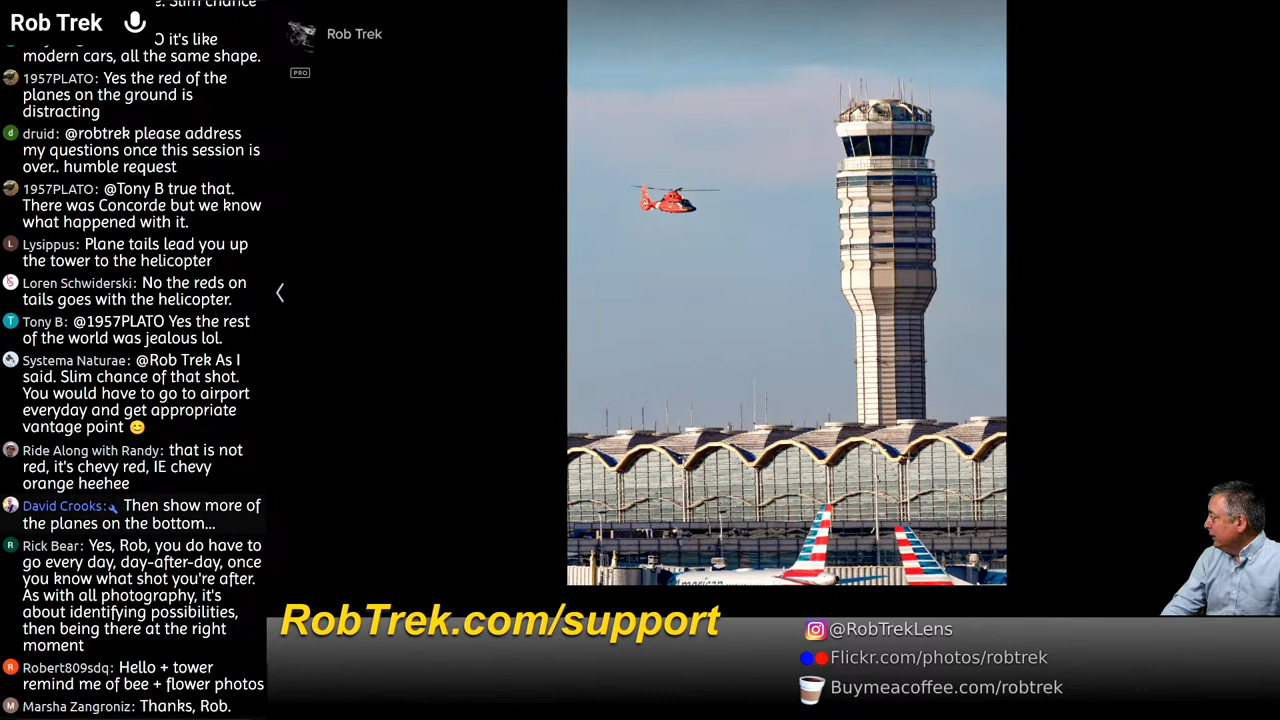 Rob Trek
e. Slim chance
O it's like
modern cars, all the same shape.
1957PLATO: Yes the red of the
planes on the ground is
distracting
druid: @robtrek please address
my questions once this session is
over.. humble request
1957PLATO: @Tony B true that.
There was Concorde but we know
what happened with it.
Lysippus: Plane tails lead you up
the tower to the helicopter
Loren Schwiderski: No the reds on
tails goes with the helicopter.
Tony B: @1957PLATO Yes the rest
of the world was jealous lol.
Systema Naturae: @Rob Trek As I
said. Slim chance of that shot.
You would have to go to airport
everyday and get appropriate
vantage point 😊
Ride Along with Randy: that is not
red, it's chevy red, IE chevy
orange heehee
David Crooks: Then show more of
the planes on the bottom...
Rick Bear: Yes, Rob, you do have to
go every day, day-after-day, once
you know what shot you're after.
As with all photography, it's
about identifying possibilities,
then being there at the right
moment
Robert809sdq: Hello + tower
remind me of bee + flower photos
Marsha Zangroniz: Thanks, Rob.
Rob Trek
PRO
American
RobTrek.com/support
@RobTrekLens
Flickr.com/photos/robtrek
Buymeacoffee.com/robtrek